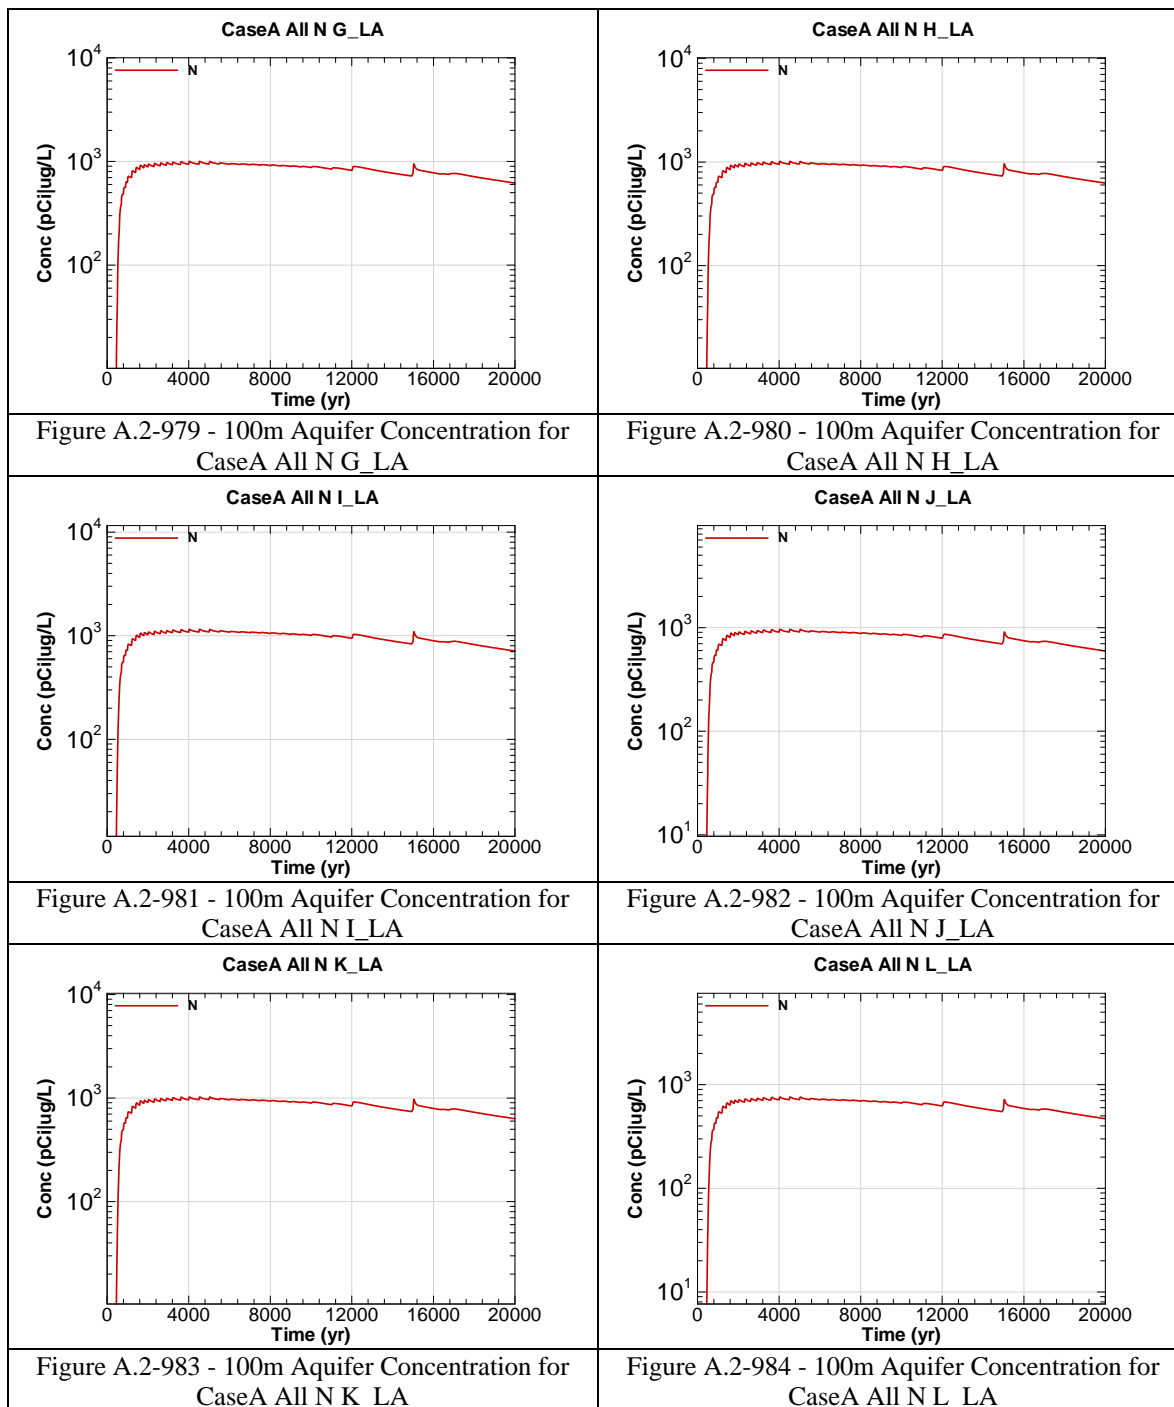 CaseA All N G_LA
N
10^4
10^3
10^2
Conc (pCi|ug/L)
0 4000 8000 12000 16000 20000
Time (yr)
Figure A.2-979 - 100m Aquifer Concentration for
CaseA All N G_LA
CaseA All N H_LA
N
10^4
10^3
10^2
Conc (pCi|ug/L)
0 4000 8000 12000 16000 20000
Time (yr)
Figure A.2-980 - 100m Aquifer Concentration for
CaseA All N H_LA
CaseA All N I_LA
N
10^4
10^3
10^2
Conc (pCi|ug/L)
0 4000 8000 12000 16000 20000
Time (yr)
Figure A.2-981 - 100m Aquifer Concentration for
CaseA All N I_LA
CaseA All N J_LA
N
10^3
10^2
10^1
Conc (pCi|ug/L)
0 4000 8000 12000 16000 20000
Time (yr)
Figure A.2-982 - 100m Aquifer Concentration for
CaseA All N J_LA
CaseA All N K_LA
N
10^4
10^3
10^2
Conc (pCi|ug/L)
0 4000 8000 12000 16000 20000
Time (yr)
Figure A.2-983 - 100m Aquifer Concentration for
CaseA All N K_LA
CaseA All N L_LA
N
10^3
10^2
10^1
Conc (pCi|ug/L)
0 4000 8000 12000 16000 20000
Time (yr)
Figure A.2-984 - 100m Aquifer Concentration for
CaseA All N L_LA